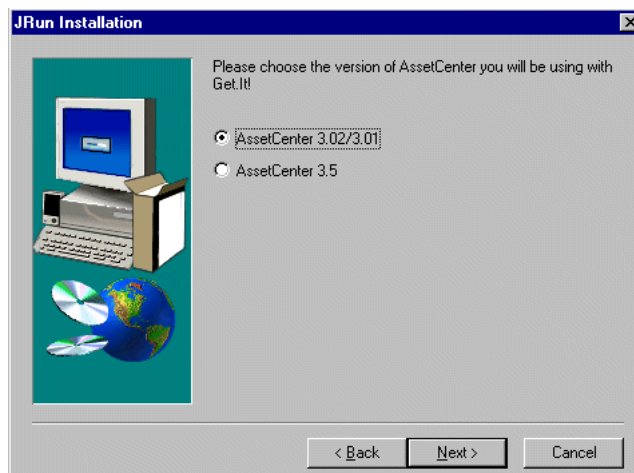 JRun Installation
Please choose the version of AssetCenter you will be using with
Get.It!
AssetCenter 3.02/3.01
AssetCenter 3.5
< Back
Next >
Cancel